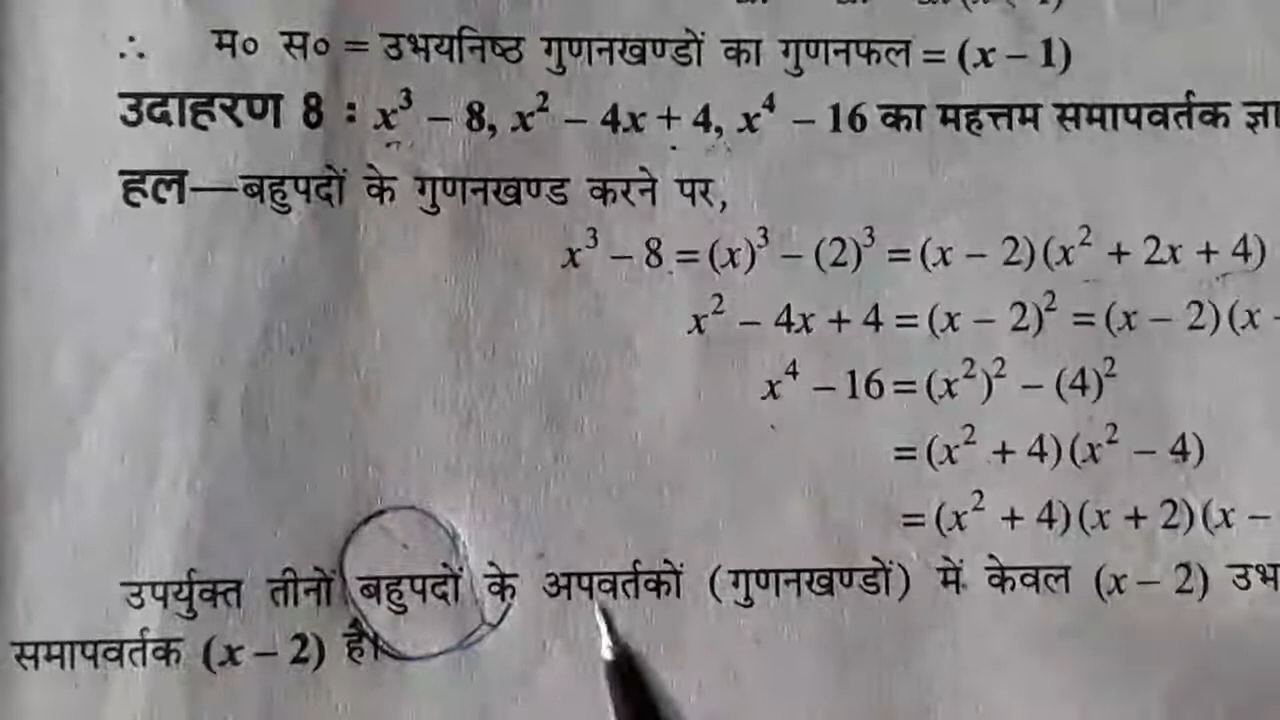 ∴ म० स० = उभयनिष्ठ गुणनखण्डों का गुणनफल = (x – 1)
उदाहरण 8 : x³ – 8, x² – 4x + 4, x⁴ – 16 का महत्तम समापवर्तक ज्ञा
हल—बहुपदों के गुणनखण्ड करने पर,
x³ – 8 = (x)³ – (2)³ = (x – 2)(x² + 2x + 4)
x² – 4x + 4 = (x – 2)² = (x – 2)(x –
x⁴ – 16 = (x²)² – (4)²
= (x² + 4)(x² – 4)
= (x² + 4)(x + 2)(x –
उपर्युक्त तीनों बहुपदों के अपवर्तकों (गुणनखण्डों) में केवल (x – 2) उभ
समापवर्तक (x – 2) है।